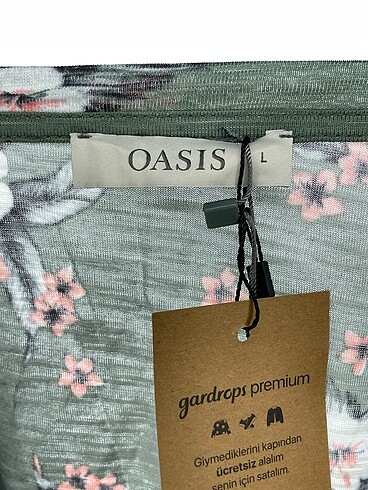 OASIS L
gardrops premium
Giymediklerini kapından
ücretsiz alalım
senin için satalım.